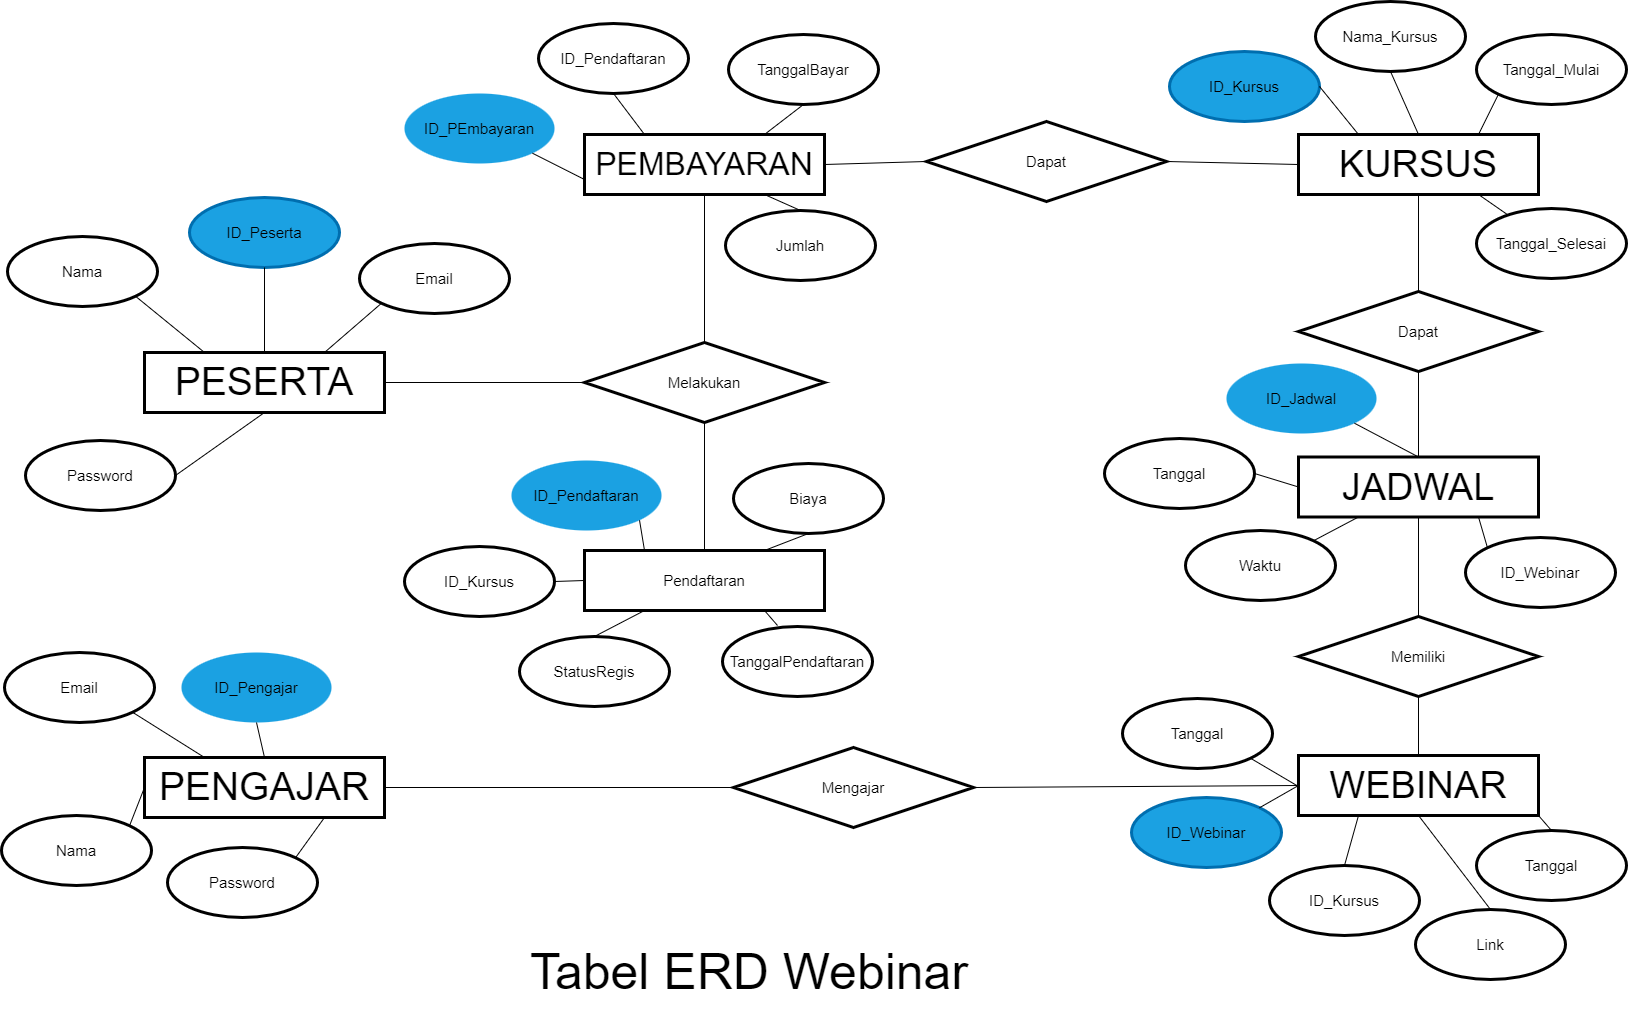 Nama_Kursus
ID_Pendaftaran
TanggalBayar
Tanggal_Mulai
ID_Kursus
ID_PEmbayaran
PEMBAYARAN
Dapat
KURSUS
ID_Peserta
Jumlah
Tanggal_Selesai
Nama
Email
Dapat
PESERTA
Melakukan
ID_Jadwal
Password
Tanggal
JADWAL
ID_Pendaftaran
Biaya
Waktu
ID_Webinar
ID_Kursus
Pendaftaran
StatusRegis
TanggalPendaftaran
Memiliki
Email
ID_Pengajar
Tanggal
PENGAJAR
Mengajar
WEBINAR
ID_Webinar
Nama
Tanggal
Password
ID_Kursus
Link
Tabel ERD Webinar